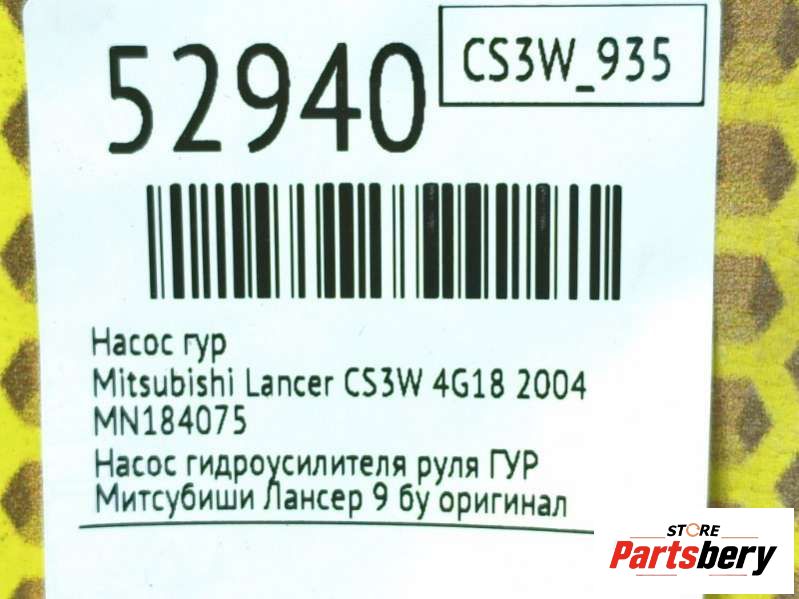 52940
CS3W_935
Насос гур
Mitsubishi Lancer CS3W 4G18 2004
MN184075
Насос гидроусилителя руля ГУР
Митсубиши Лансер 9 бу оригинал
STORE
Partsbery